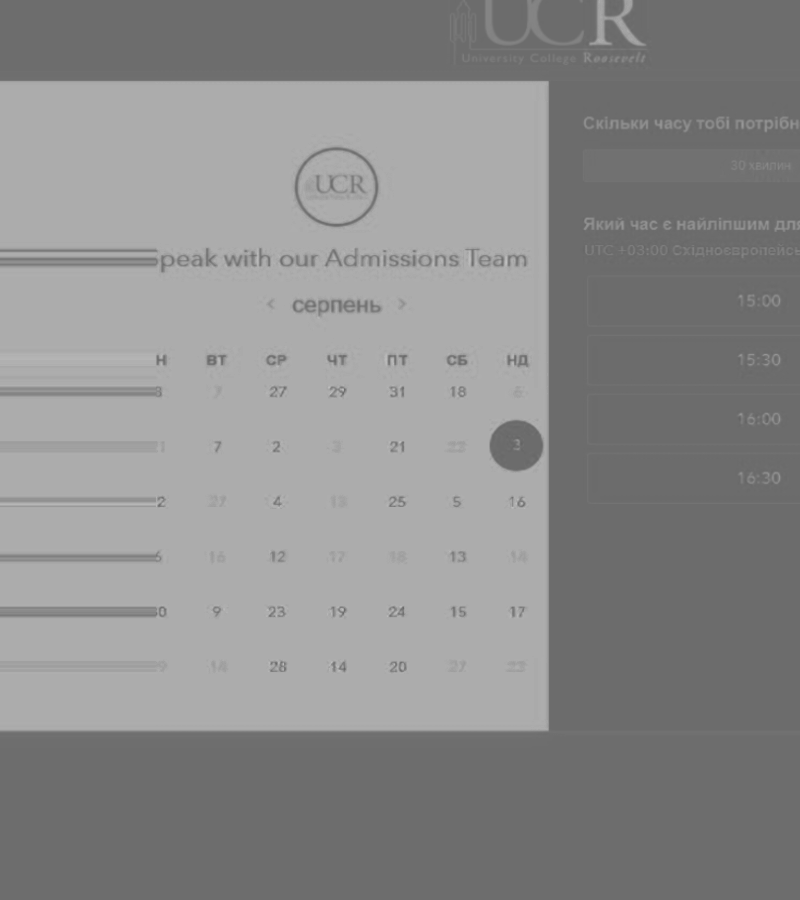 UCR
University College Roosevelt
UCR
peak with our Admissions Team
< серпень >
Н ВТ СР ЧТ ПТ СБ НД
8 7 27 29 31 18 6
1 7 2 3 21 22 3
2 27 4 13 25 5 16
6 16 12 17 18 13 14
0 9 23 19 24 15 17
9 18 28 14 20 27 22
Скільки часу тобі потрібн
30 хвилин
Який час є найліпшим для
UTC +03:00 Східноєвропейсь
15:00
15:30
16:00
16:30